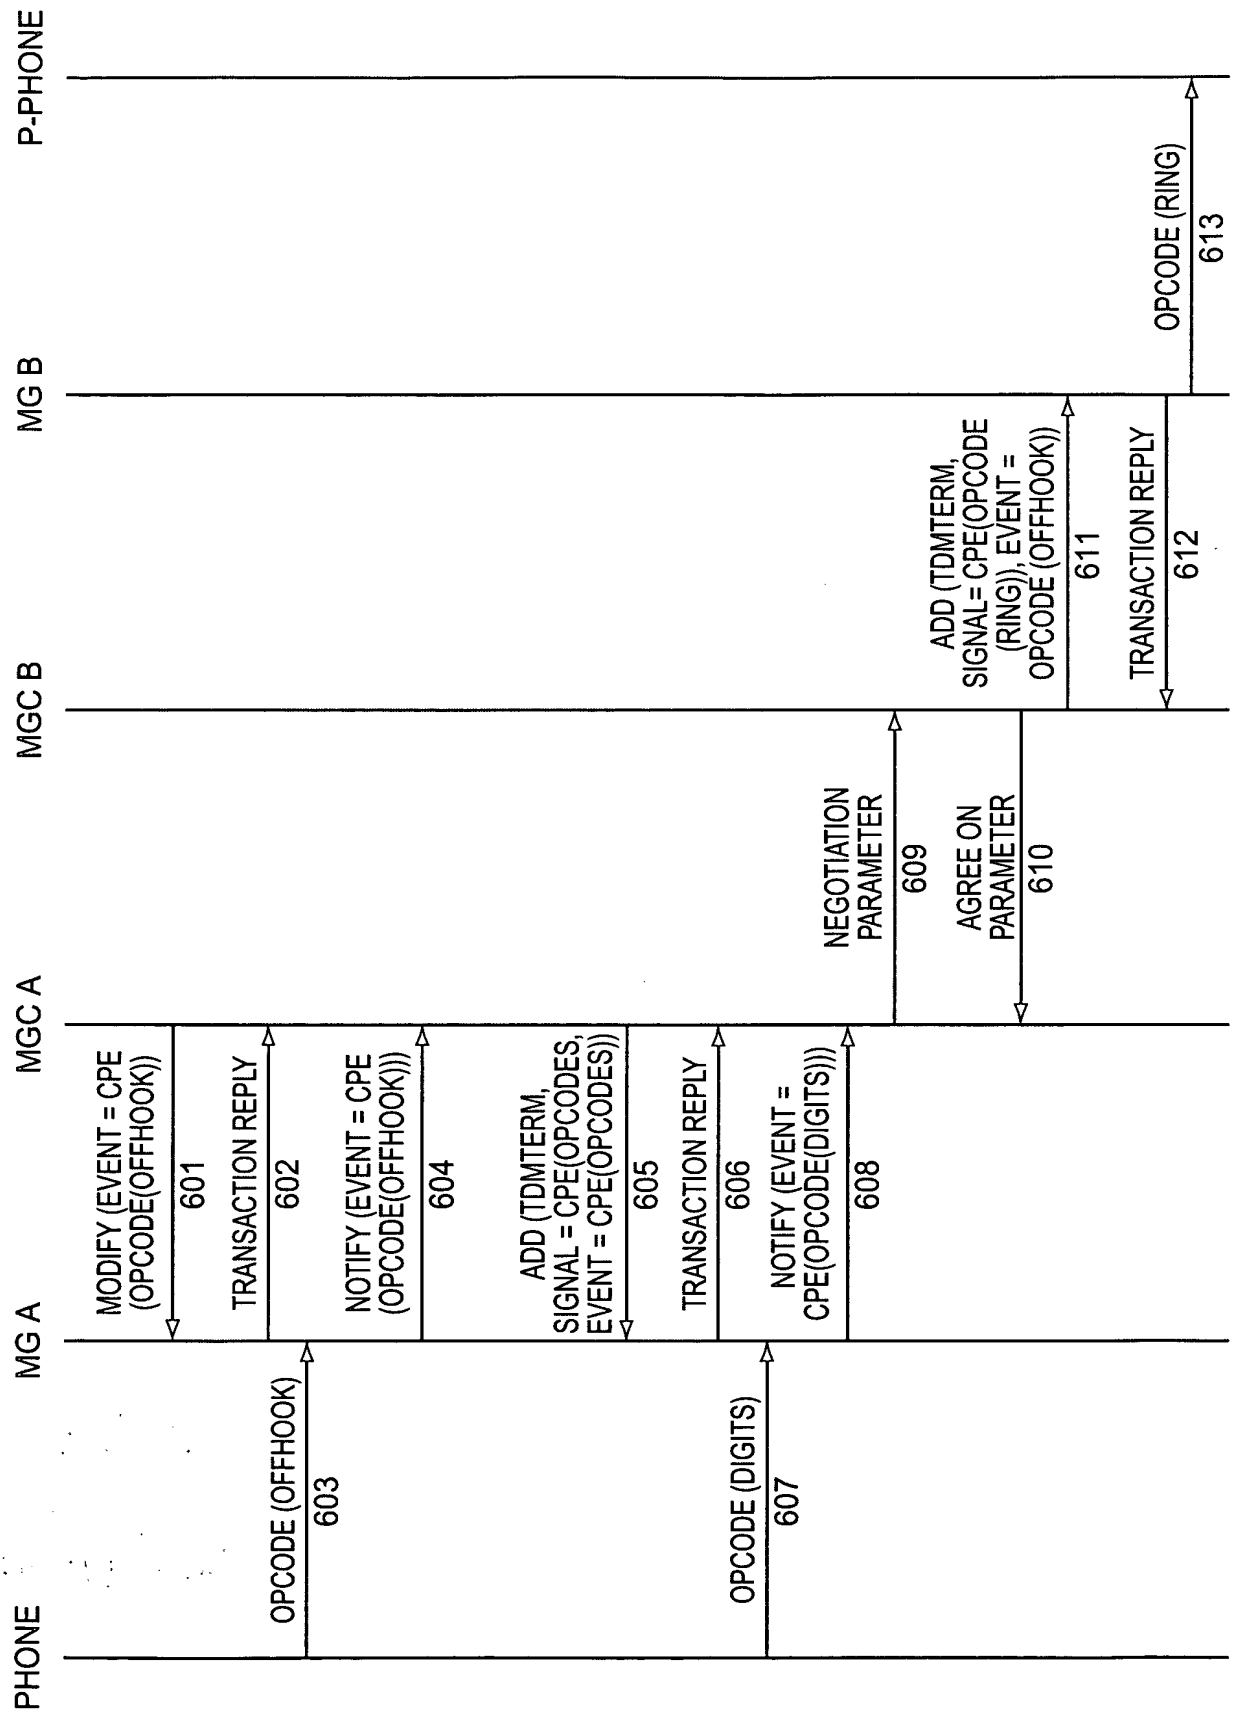 PHONE
MG A
MGC A
MGC B
MG B
P-PHONE
MODIFY (EVENT = CPE
(OPCODE(OFFHOOK))
601
TRANSACTION REPLY
602
OPCODE (OFFHOOK)
603
NOTIFY (EVENT = CPE
(OPCODE(OFFHOOK)))
604
ADD (TDMTERM,
SIGNAL = CPE(OPCODES,
EVENT = CPE(OPCODES))
605
TRANSACTION REPLY
606
OPCODE (DIGITS)
607
NOTIFY (EVENT =
CPE(OPCODE(DIGITS)))
608
NEGOTIATION
PARAMETER
609
AGREE ON
PARAMETER
610
ADD (TDMTERM,
SIGNAL= CPE(OPCODE
(RING)), EVENT =
OPCODE (OFFHOOK))
611
TRANSACTION REPLY
612
OPCODE (RING)
613